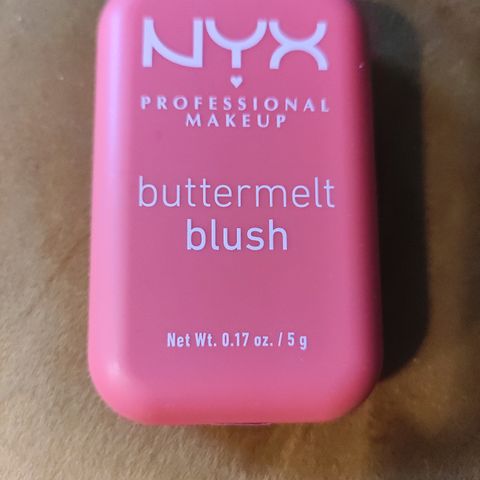 NYX
PROFESSIONAL
MAKEUP
buttermelt
blush
Net Wt. 0.17 oz. / 5 g